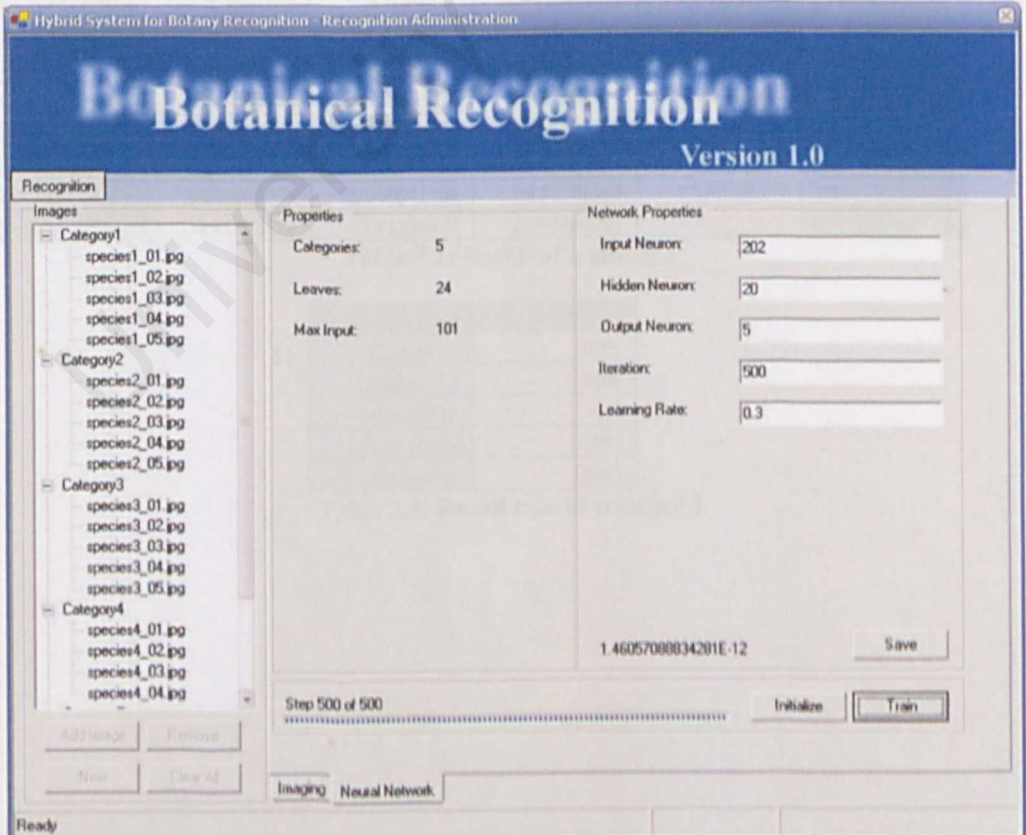 Hybrid System for Botany Recognition - Recognition Administration
Botanical Recognition
Botanical Recognition
Version 1.0
Recognition
Images
Category1
species1_01.jpg
species1_02.jpg
species1_03.jpg
species1_04.jpg
species1_05.jpg
Category2
species2_01.jpg
species2_02.jpg
species2_03.jpg
species2_04.jpg
species2_05.jpg
Category3
species3_01.jpg
species3_02.jpg
species3_03.jpg
species3_04.jpg
species3_05.jpg
Category4
species4_01.jpg
species4_02.jpg
species4_03.jpg
species4_04.jpg
Add Image Remove
New Clear All
Properties
Categories: 5
Leaves: 24
Max Input: 101
Network Properties
Input Neuron: 202
Hidden Neuron: 20
Output Neuron: 5
Iteration: 500
Learning Rate: 0.3
Save
Step 500 of 500
Initialize Train
Imaging Neural Network
Ready